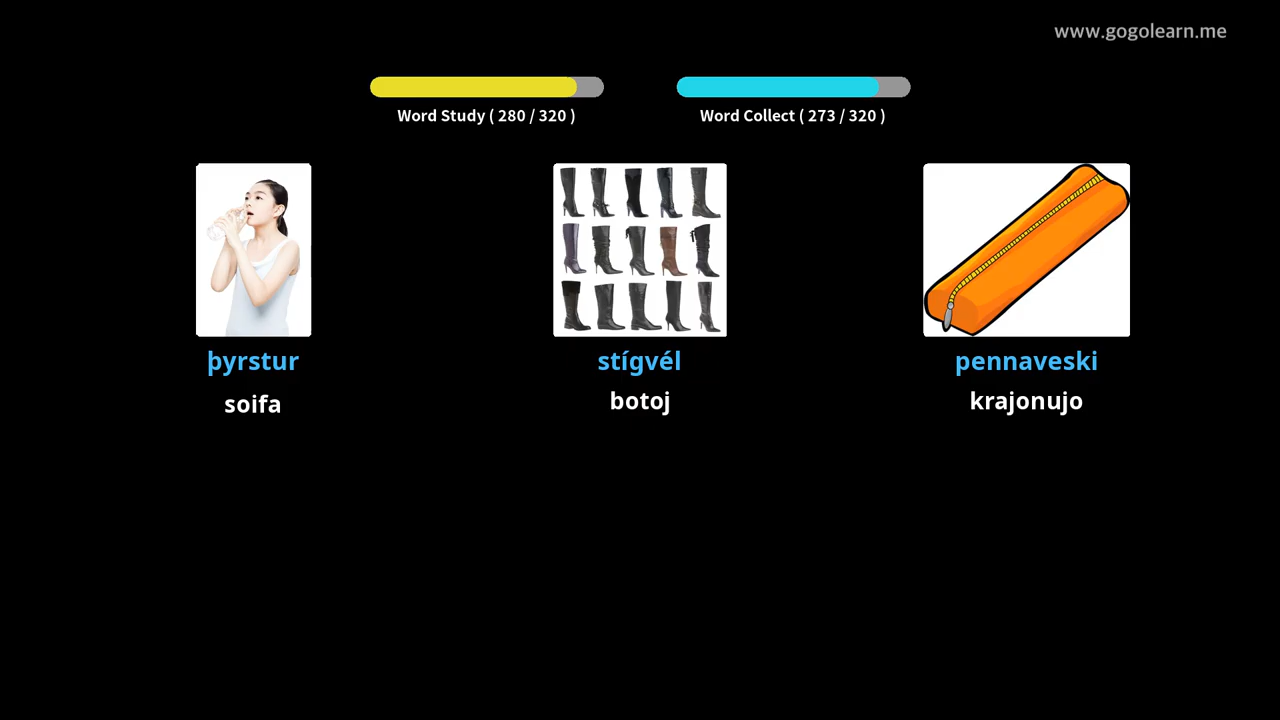 www.gogolearn.me
Word Study ( 280 / 320 )
Word Collect ( 273 / 320 )
þyrstur
soifa
stígvél
botoj
pennaveski
krajonujo